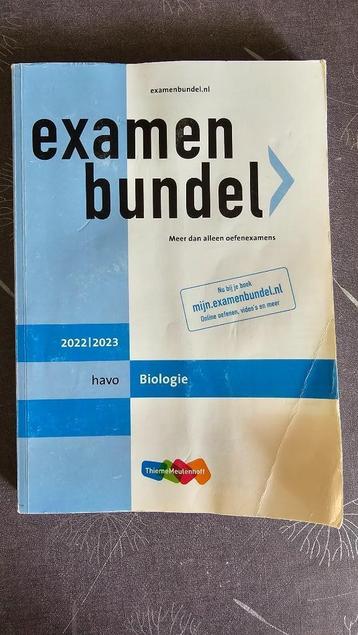 examenbundel.nl
examen
bundel
Meer dan alleen oefenexamens
Nu bij je boek
mijn.examenbundel.nl
Online oefenen, video's en meer
2022|2023
havo
Biologie
ThiemeMeulenhoff